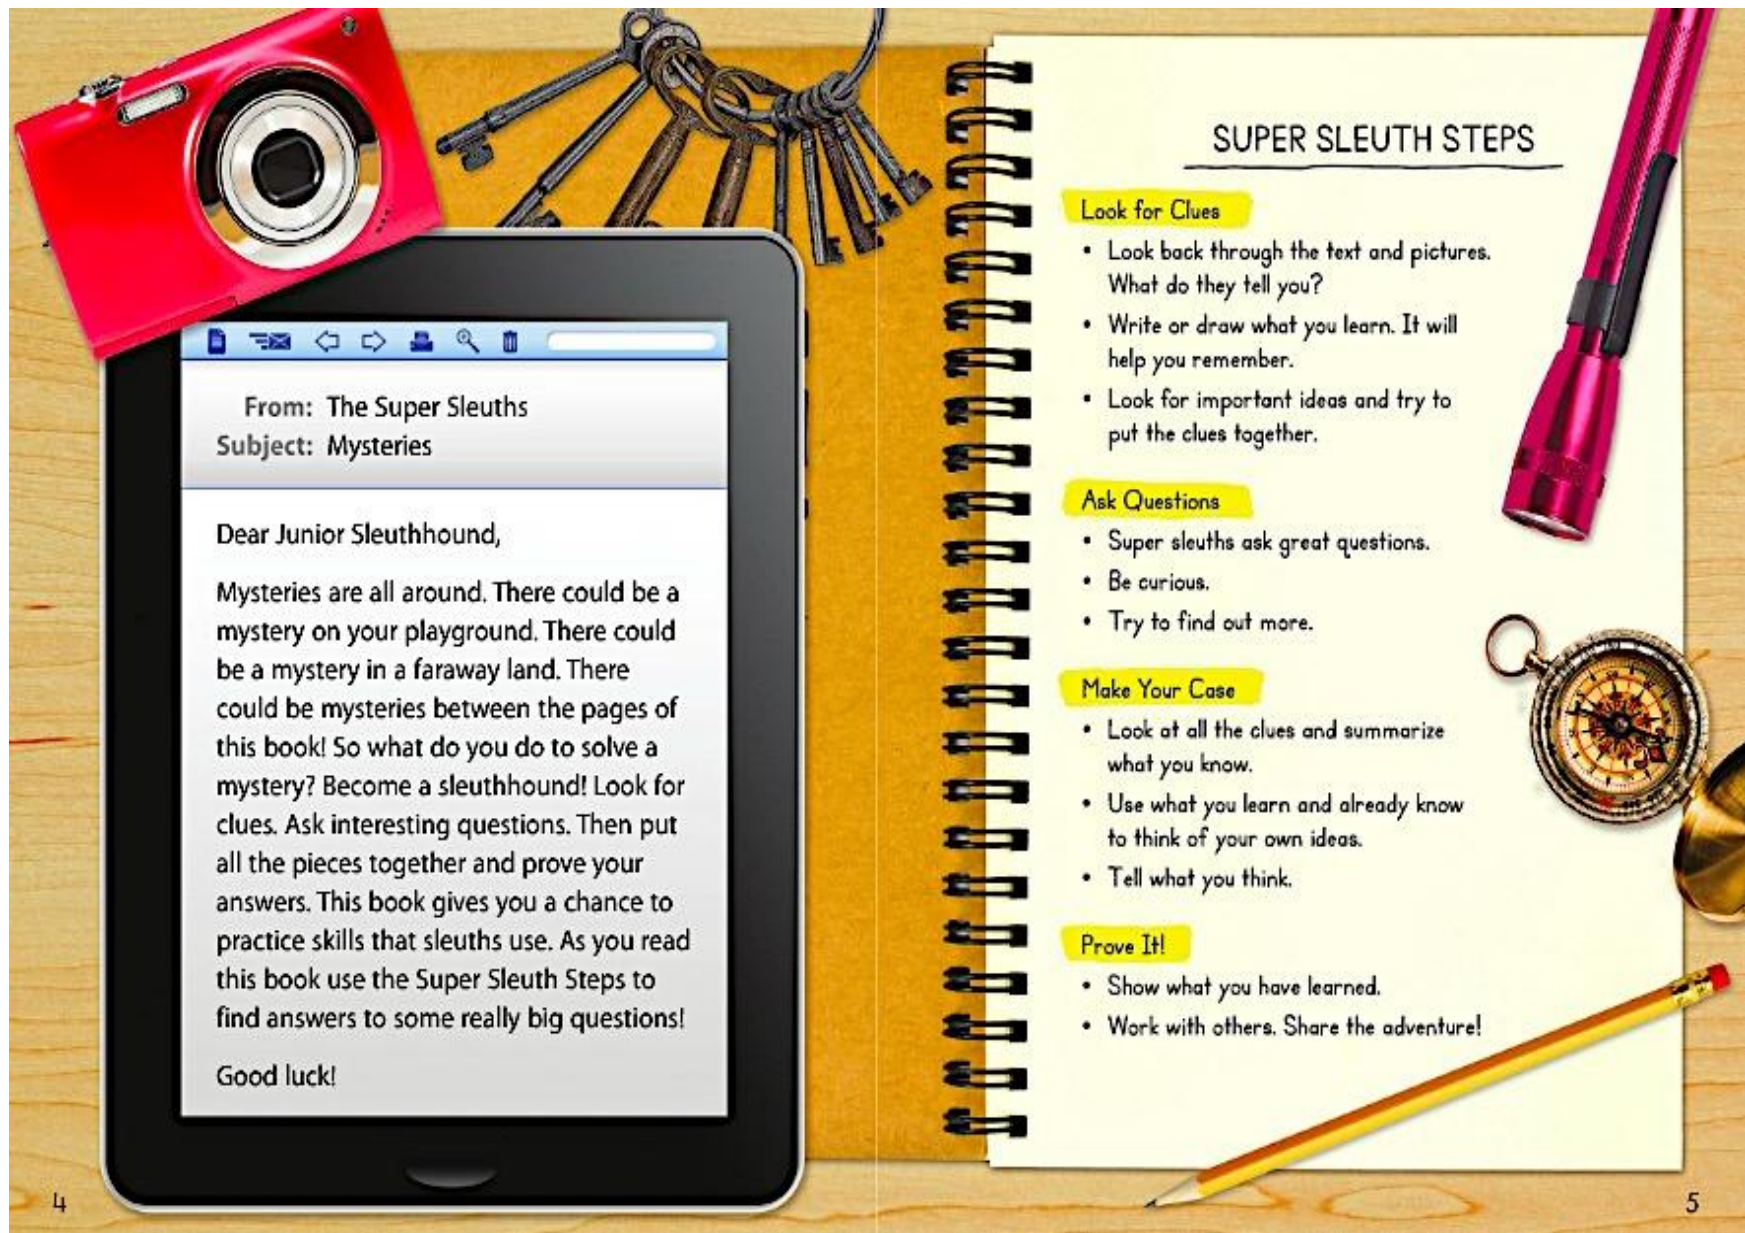 From: The Super Sleuths
Subject: Mysteries
Dear Junior Sleuthhound,
Mysteries are all around. There could be a
mystery on your playground. There could
be a mystery in a faraway land. There
could be mysteries between the pages of
this book! So what do you do to solve a
mystery? Become a sleuthhound! Look for
clues. Ask interesting questions. Then put
all the pieces together and prove your
answers. This book gives you a chance to
practice skills that sleuths use. As you read
this book use the Super Sleuth Steps to
find answers to some really big questions!
Good luck!
4
SUPER SLEUTH STEPS
Look for Clues
• Look back through the text and pictures.
What do they tell you?
• Write or draw what you learn. It will
help you remember.
• Look for important ideas and try to
put the clues together.
Ask Questions
• Super sleuths ask great questions.
• Be curious.
• Try to find out more.
Make Your Case
• Look at all the clues and summarize
what you know.
• Use what you learn and already know
to think of your own ideas.
• Tell what you think.
Prove It!
• Show what you have learned.
• Work with others. Share the adventure!
5